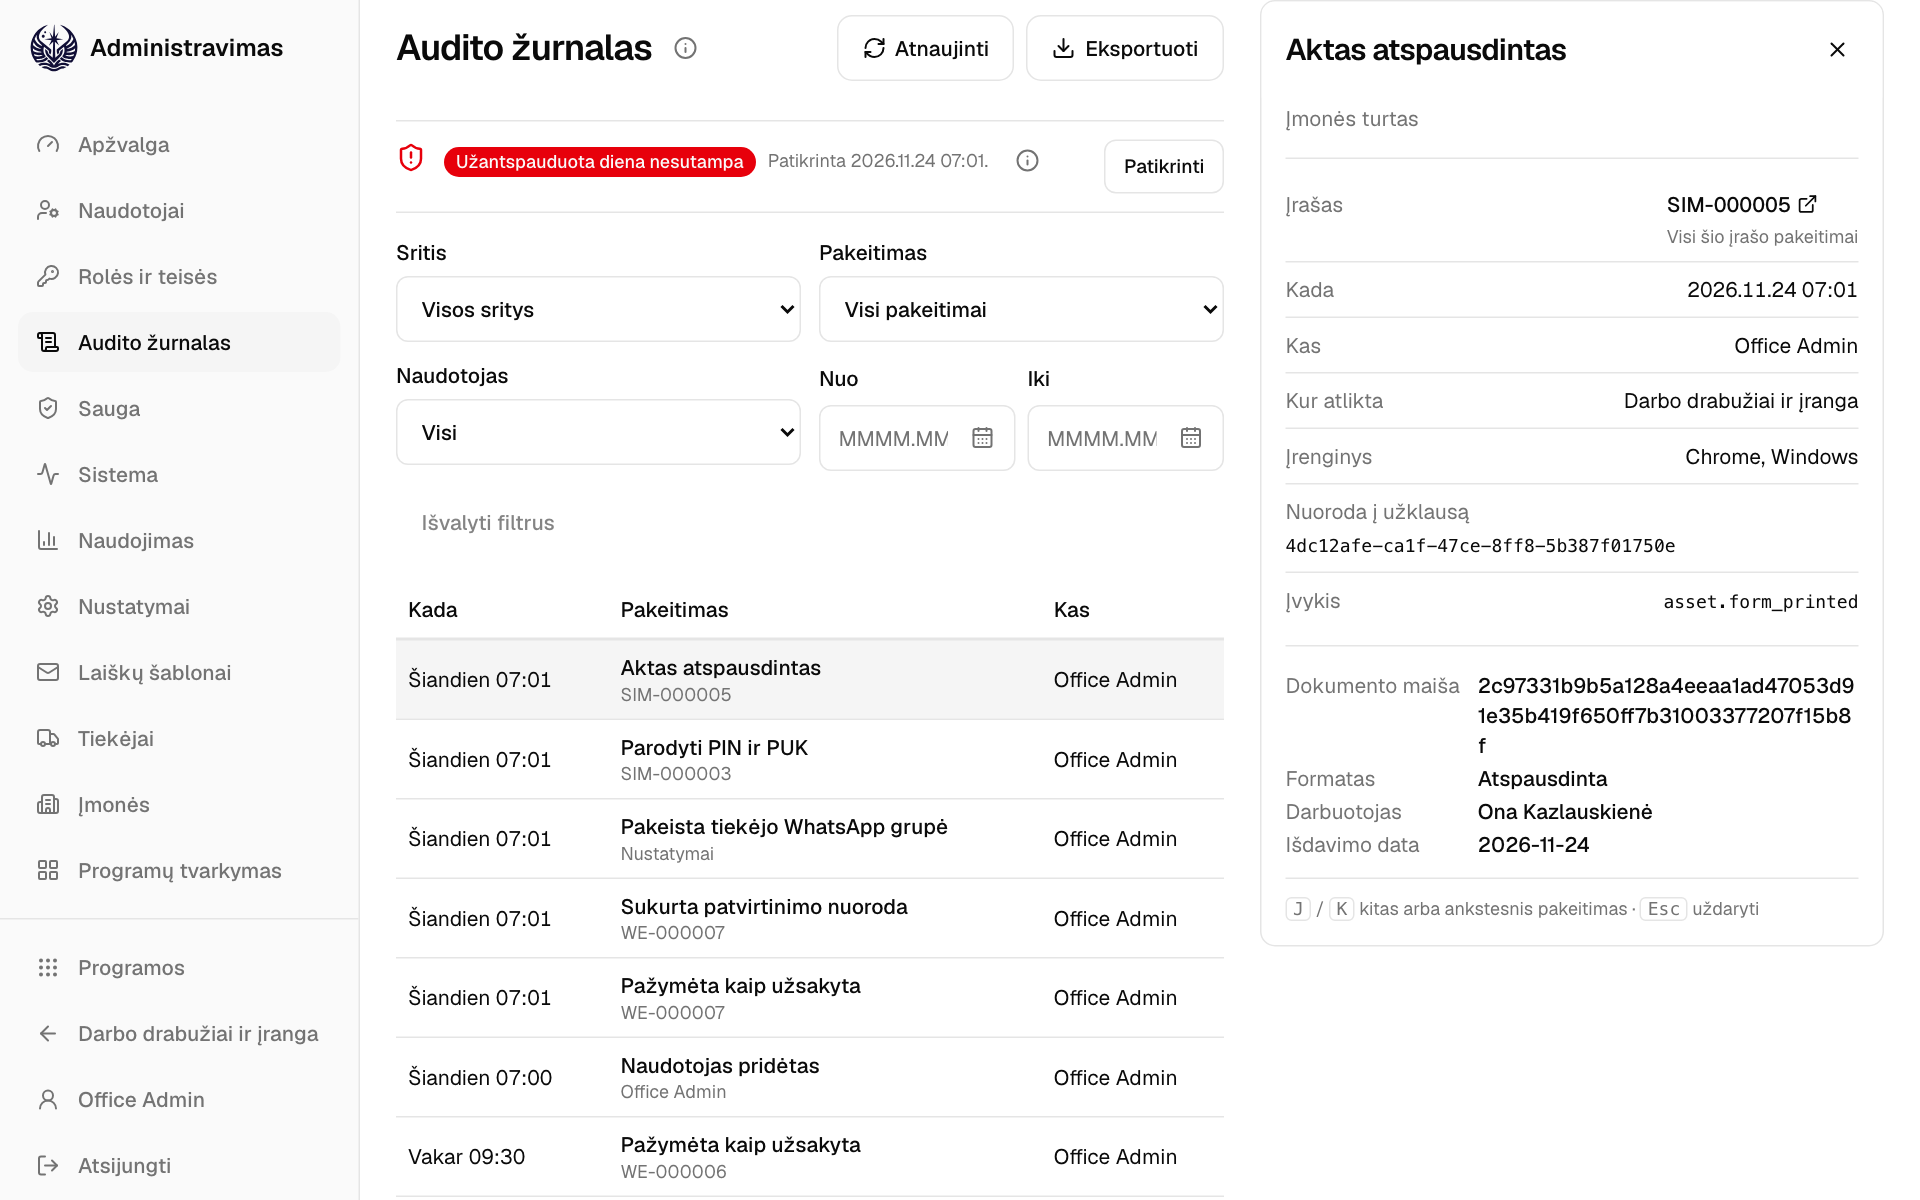 Administravimas
Apžvalga
Naudotojai
Rolės ir teisės
Audito žurnalas
Sauga
Sistema
Naudojimas
Nustatymai
Laiškų šablonai
Tiekėjai
Įmonės
Programų tvarkymas
Programos
Darbo drabužiai ir įranga
Office Admin
Atsijungti
Audito žurnalas
Atnaujinti
Eksportuoti
Užantspauduota diena nesutampa
Patikrinta 2026.11.24 07:01.
Patikrinti
Sritis
Pakeitimas
Visos sritys
Visi pakeitimai
Naudotojas
Nuo
Iki
Visi
MMMM.MM
MMMM.MM
Išvalyti filtrus
Kada Pakeitimas Kas
Šiandien 07:01 Aktas atspausdintas Office Admin
SIM-000005
Šiandien 07:01 Parodyti PIN ir PUK Office Admin
SIM-000003
Šiandien 07:01 Pakeista tiekėjo WhatsApp grupė Office Admin
Nustatymai
Šiandien 07:01 Sukurta patvirtinimo nuoroda Office Admin
WE-000007
Šiandien 07:01 Pažymėta kaip užsakyta Office Admin
WE-000007
Šiandien 07:00 Naudotojas pridėtas Office Admin
Office Admin
Vakar 09:30 Pažymėta kaip užsakyta Office Admin
WE-000006
Aktas atspausdintas
Įmonės turtas
Įrašas SIM-000005
Visi šio įrašo pakeitimai
Kada 2026.11.24 07:01
Kas Office Admin
Kur atlikta Darbo drabužiai ir įranga
Įrenginys Chrome, Windows
Nuoroda į užklausą
4dc12afe-ca1f-47ce-8ff8-5b387f01750e
Įvykis asset.form_printed
Dokumento maiša 2c97331b9b5a128a4eeaa1ad47053d9
1e35b419f650ff7b31003377207f15b8
f
Formatas Atspausdinta
Darbuotojas Ona Kazlauskienė
Išdavimo data 2026-11-24
J / K kitas arba ankstesnis pakeitimas · Esc uždaryti